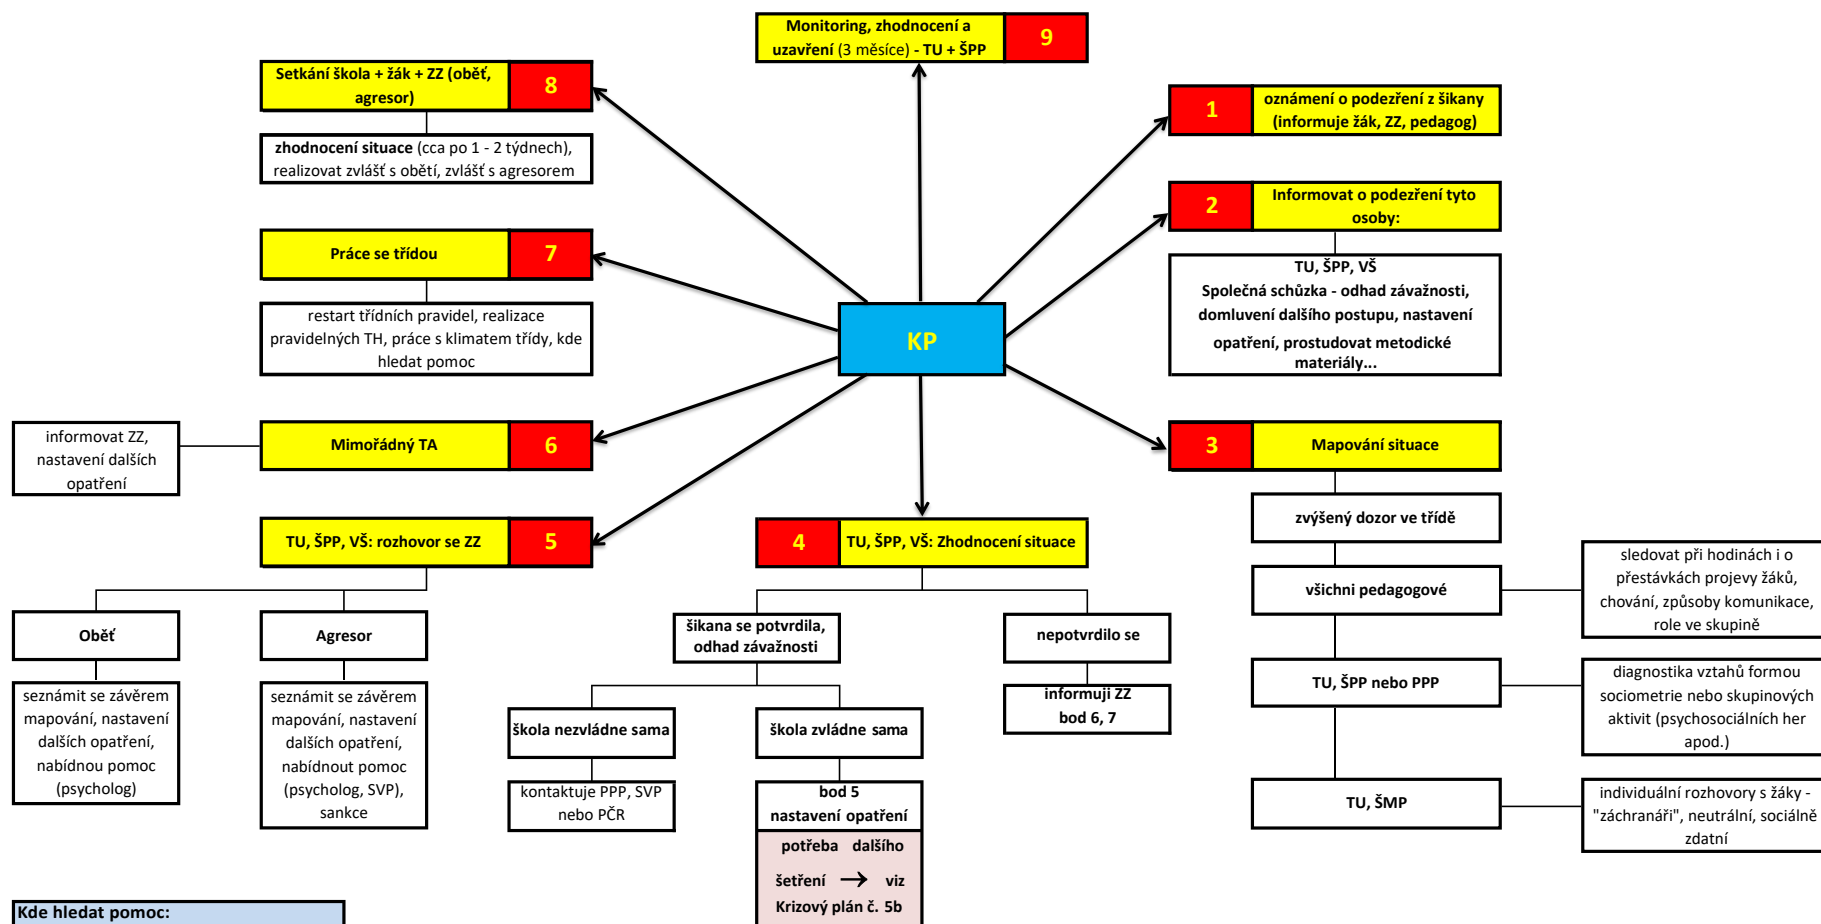 Monitoring, zhodnocení a
uzavření (3 měsíce) - TU + ŠPP
9
Setkání škola + žák + ZZ (oběť,
agresor)
8
zhodnocení situace (cca po 1 - 2 týdnech),
realizovat zvlášť s obětí, zvlášť s agresorem
1
oznámení o podezření z šikany
(informuje žák, ZZ, pedagog)
2
Informovat o podezření tyto
osoby:
TU, ŠPP, VŠ
Společná schůzka - odhad závažnosti,
domluvení dalšího postupu, nastavení
opatření, prostudovat metodické
materiály...
Práce se třídou
7
restart třídních pravidel, realizace
pravidelných TH, práce s klimatem třídy, kde
hledat pomoc
KP
informovat ZZ,
nastavení dalších
opatření
Mimořádný TA
6
3
Mapování situace
zvýšený dozor ve třídě
všichni pedagogové
sledovat při hodinách i o
přestávkách projevy žáků,
chování, způsoby komunikace,
role ve skupině
TU, ŠPP nebo PPP
diagnostika vztahů formou
sociometrie nebo skupinových
aktivit (psychosociálních her
apod.)
TU, ŠMP
individuální rozhovory s žáky -
"záchranáři", neutrální, sociálně
zdatní
TU, ŠPP, VŠ: rozhovor se ZZ
5
Oběť
seznámit se závěrem
mapování, nastavení
dalších opatření,
nabídnou pomoc
(psycholog)
Agresor
seznámit se závěrem
mapování, nastavení
dalších opatření,
nabídnout pomoc
(psycholog, SVP),
sankce
4
TU, ŠPP, VŠ: Zhodnocení situace
šikana se potvrdila,
odhad závažnosti
nepotvrdilo se
informuji ZZ
bod 6, 7
škola nezvládne sama
kontaktuje PPP, SVP
nebo PČR
škola zvládne sama
bod 5
nastavení opatření
potřeba dalšího
šetření → viz
Krizový plán č. 5b
Kde hledat pomoc: